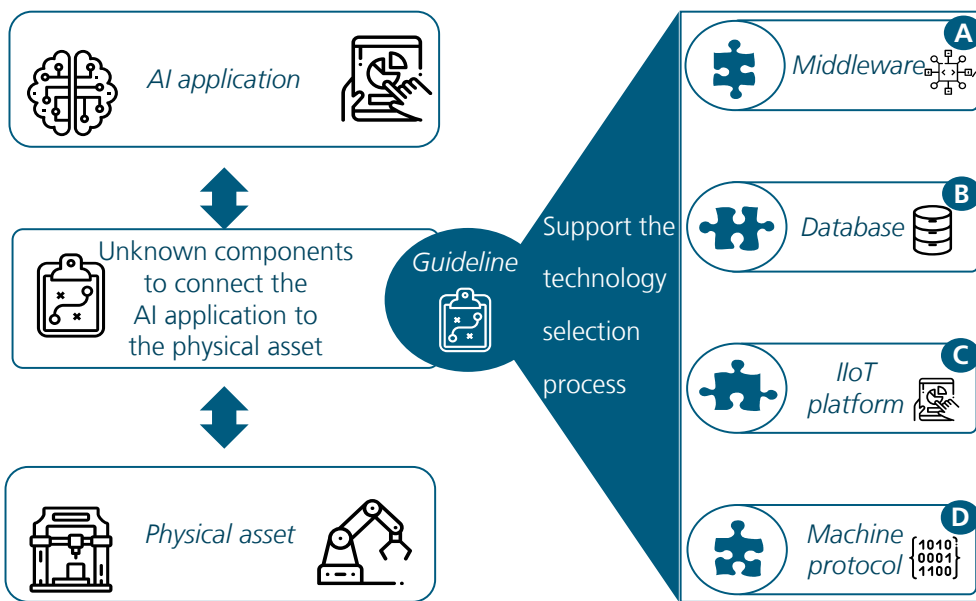 AI application
Unknown components
to connect the
AI application to
the physical asset
Physical asset
Guideline
Support the
technology
selection
process
A
Middleware
B
Database
C
IIoT
platform
D
Machine
protocol
1010
0001
1100